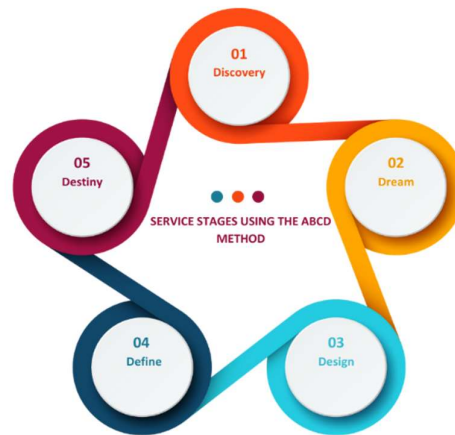 01
Discovery
02
Dream
03
Design
04
Define
05
Destiny
SERVICE STAGES USING THE ABCD
METHOD